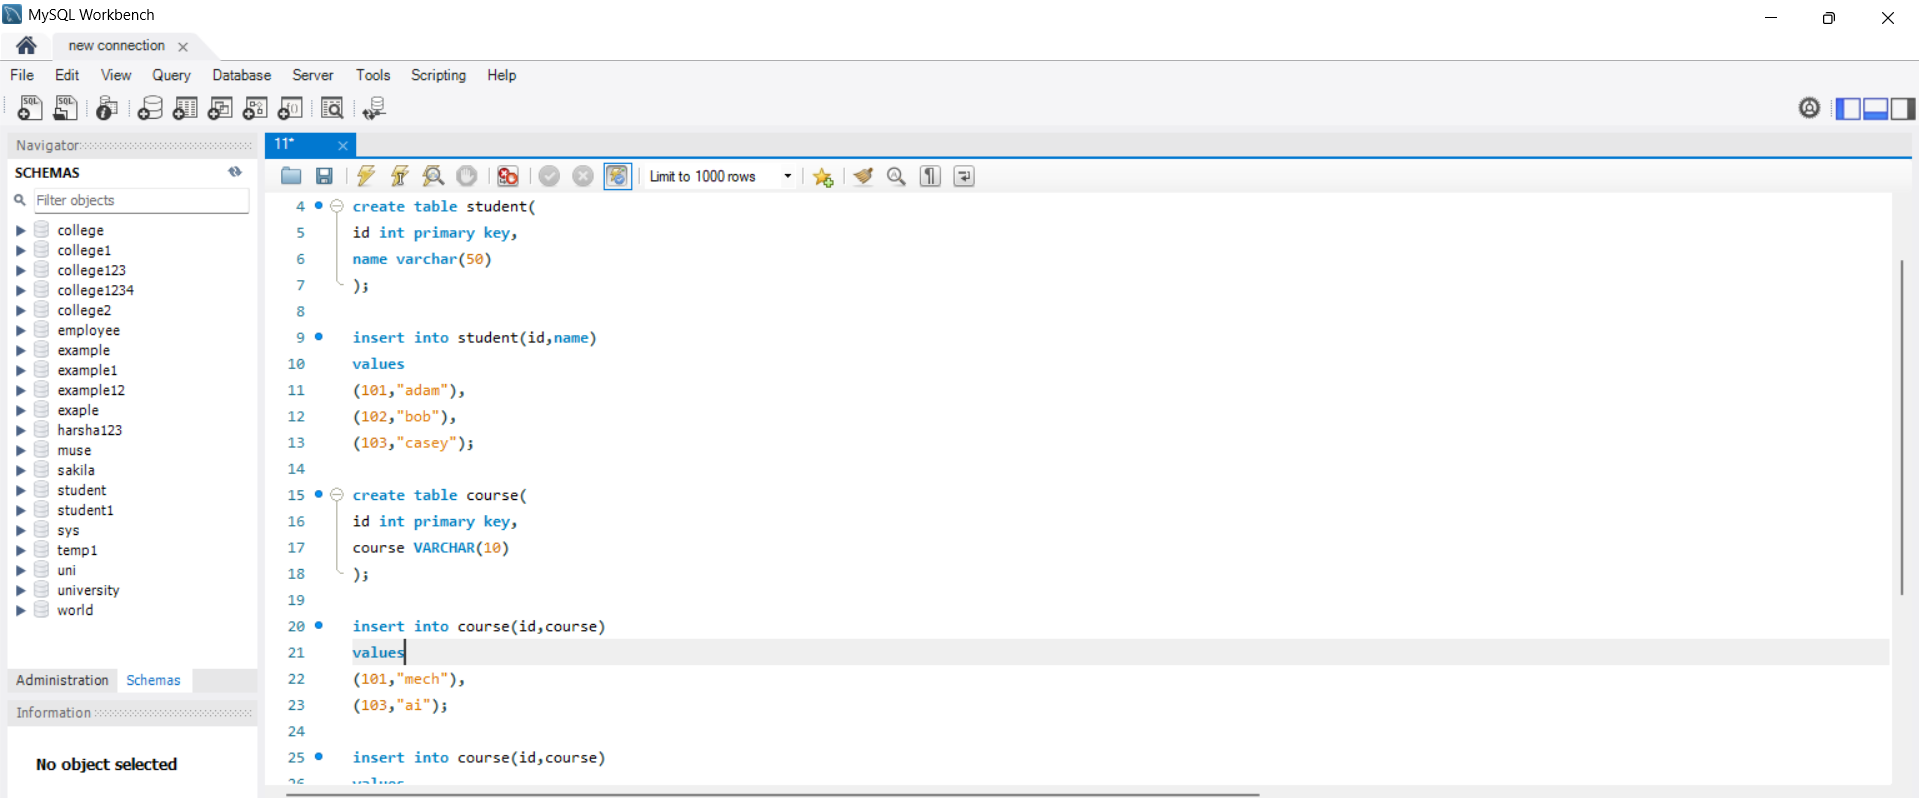 MySQL Workbench
new connection
File Edit View Query Database Server Tools Scripting Help
Navigator
SCHEMAS
Filter objects
college
college1
college123
college1234
college2
employee
example
example1
example12
exaple
harsha123
muse
sakila
student
student1
sys
temp1
uni
university
world
Administration Schemas
Information
No object selected
11*
Limit to 1000 rows
4 create table student(
5 id int primary key,
6 name varchar(50)
7 );
8
9 insert into student(id,name)
10 values
11 (101,"adam"),
12 (102,"bob"),
13 (103,"casey");
14
15 create table course(
16 id int primary key,
17 course VARCHAR(10)
18 );
19
20 insert into course(id,course)
21 values
22 (101,"mech"),
23 (103,"ai");
24
25 insert into course(id,course)
26 values